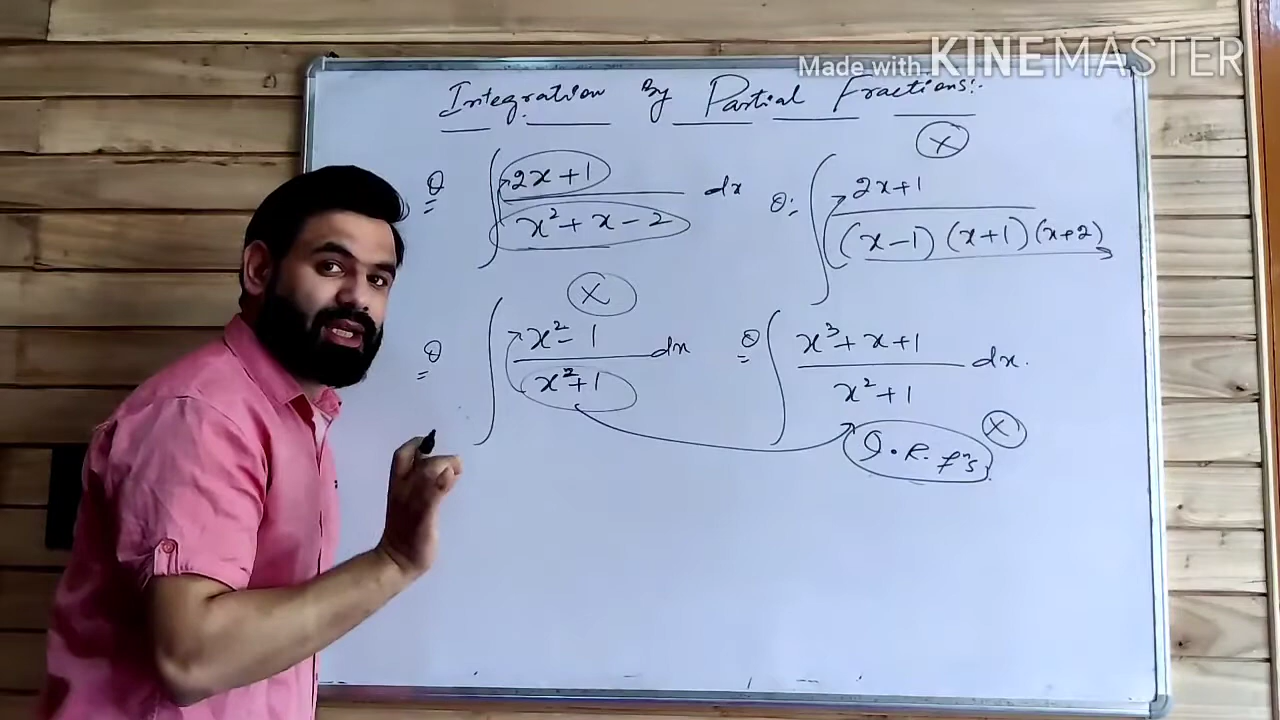 Made with KINEMASTER
Integration By Partial Fractions:-
Q ∫ 2x+1 / x²+x-2 dx
Q: ∫ 2x+1 / (x-1)(x+1)(x+2)
X
X
Q ∫ x²-1 / x²+1 dx
Q ∫ x³+x+1 / x²+1 dx.
I.R.fⁿs
X